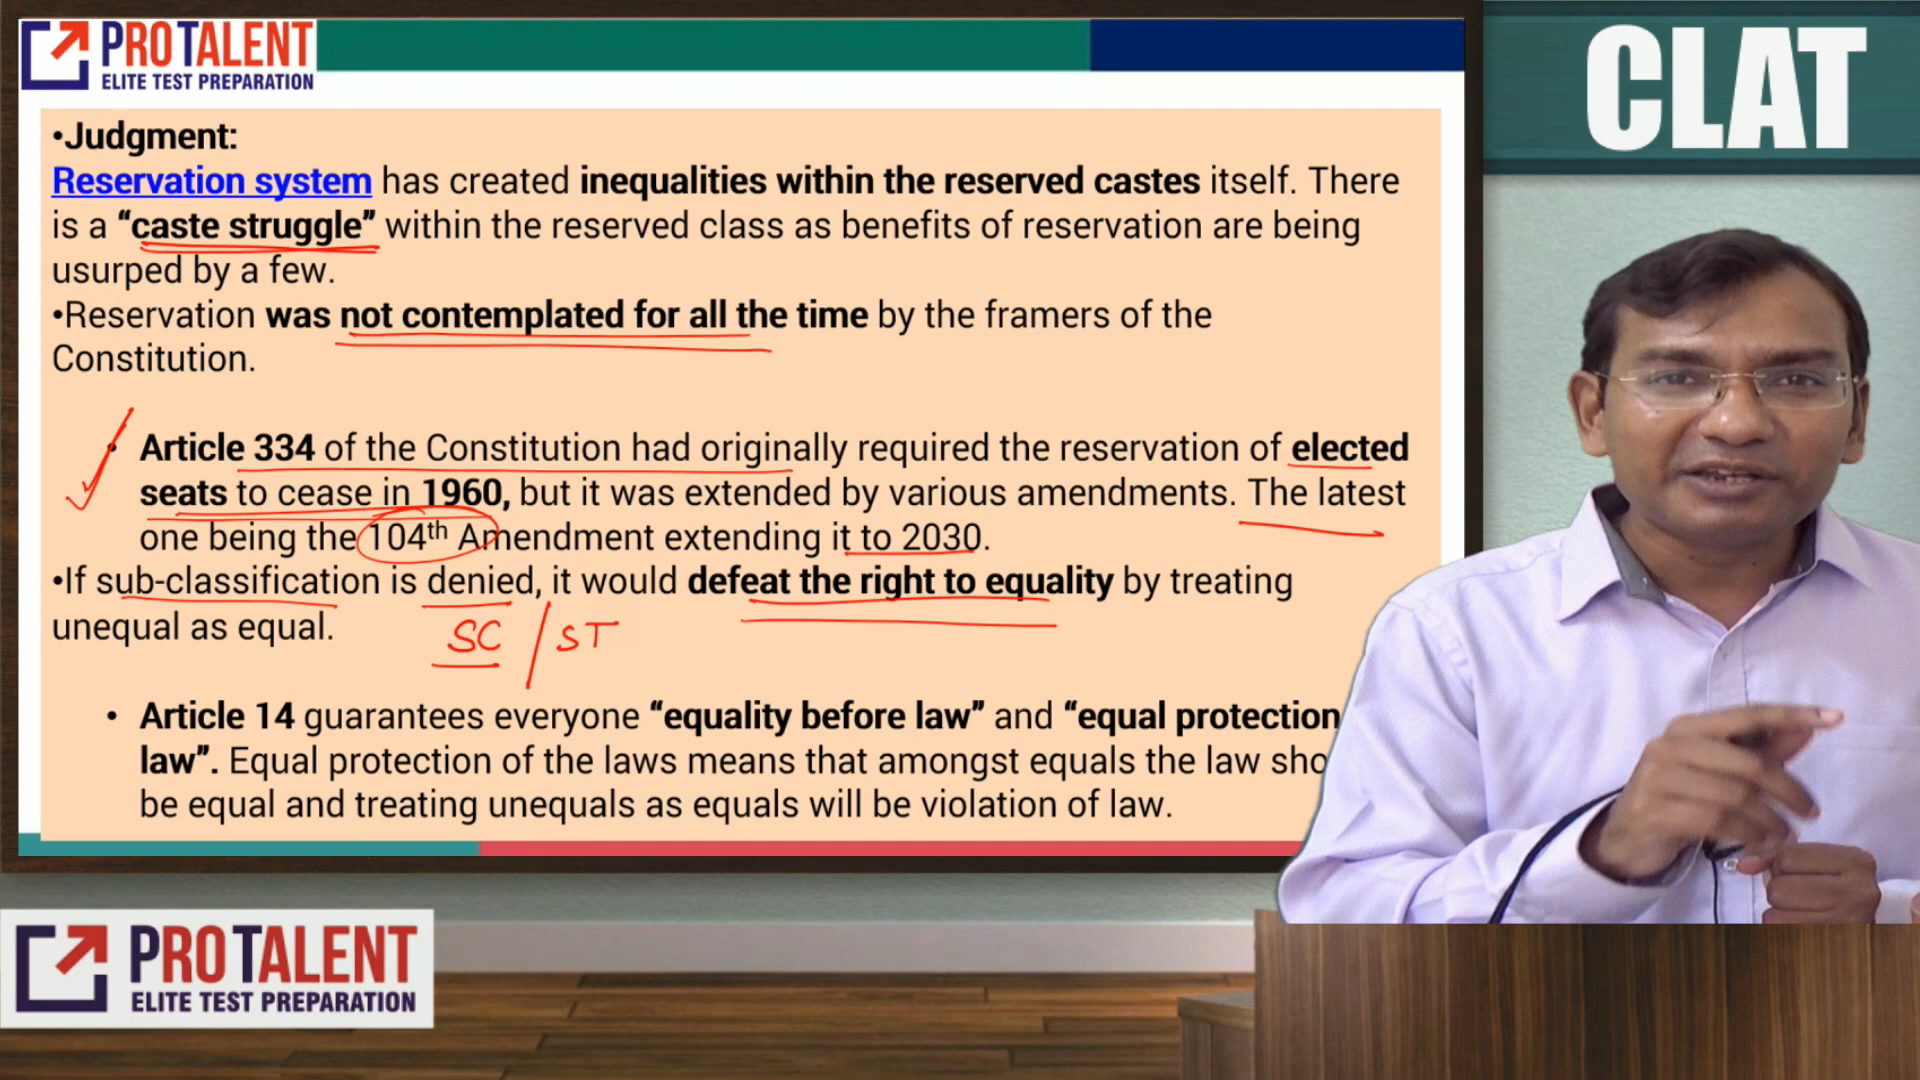 PRO TALENT
ELITE TEST PREPARATION
CLAT
•Judgment:
Reservation system has created inequalities within the reserved castes itself. There
is a “caste struggle” within the reserved class as benefits of reservation are being
usurped by a few.
•Reservation was not contemplated for all the time by the framers of the
Constitution.
• Article 334 of the Constitution had originally required the reservation of elected
seats to cease in 1960, but it was extended by various amendments. The latest
one being the 104th Amendment extending it to 2030.
•If sub-classification is denied, it would defeat the right to equality by treating
unequal as equal.
SC / ST
• Article 14 guarantees everyone “equality before law” and “equal protection
law”. Equal protection of the laws means that amongst equals the law sho
be equal and treating unequals as equals will be violation of law.
PRO TALENT
ELITE TEST PREPARATION